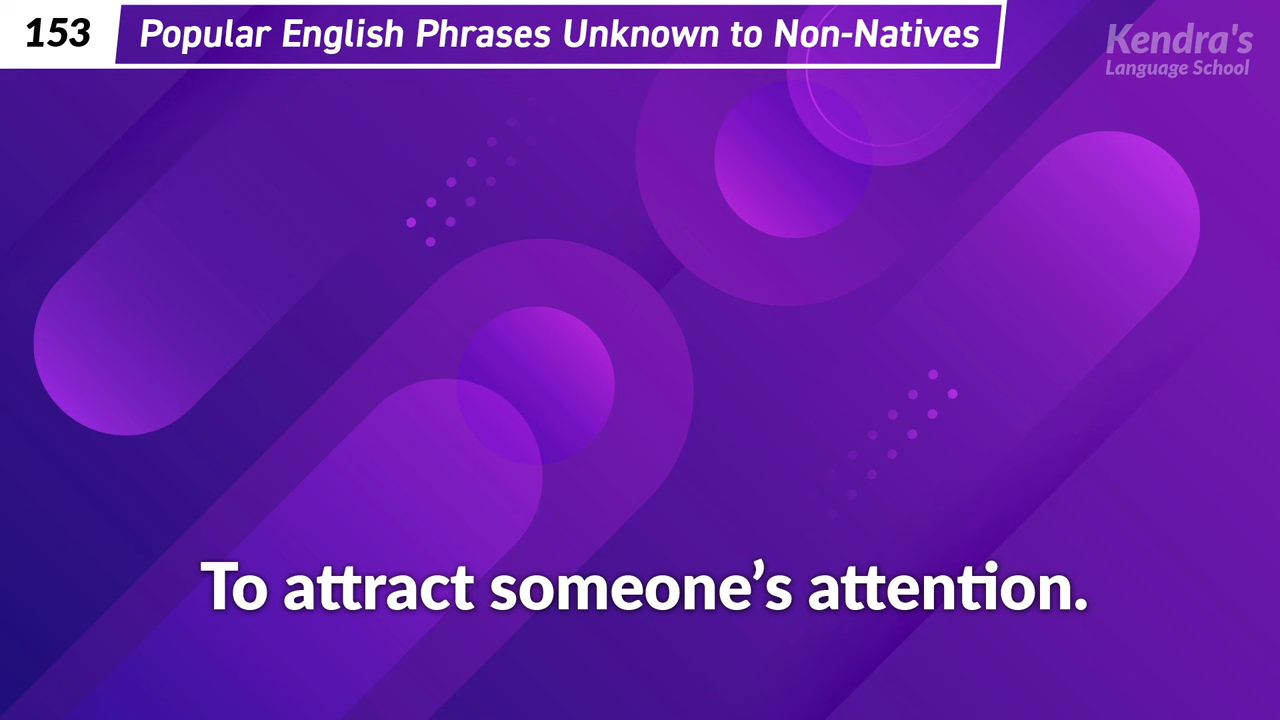 153 Popular English Phrases Unknown to Non-Natives
Kendra's
Language School
To attract someone’s attention.